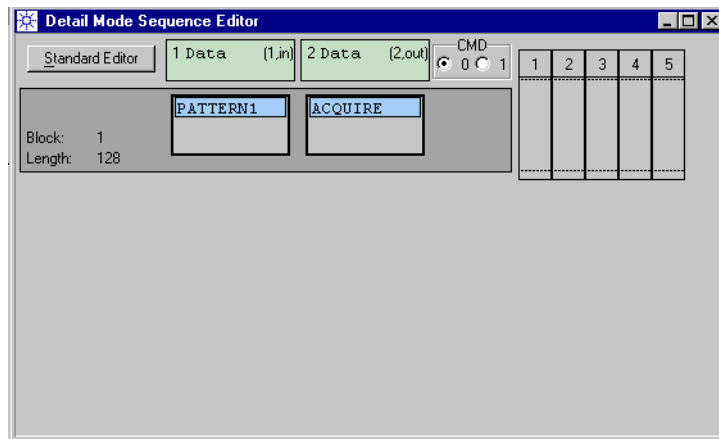 Detail Mode Sequence Editor
Standard Editor
1 Data (1,in)
2 Data (2,out)
CMD
0 1
1 2 3 4 5
PATTERN1
ACQUIRE
Block: 1
Length: 128